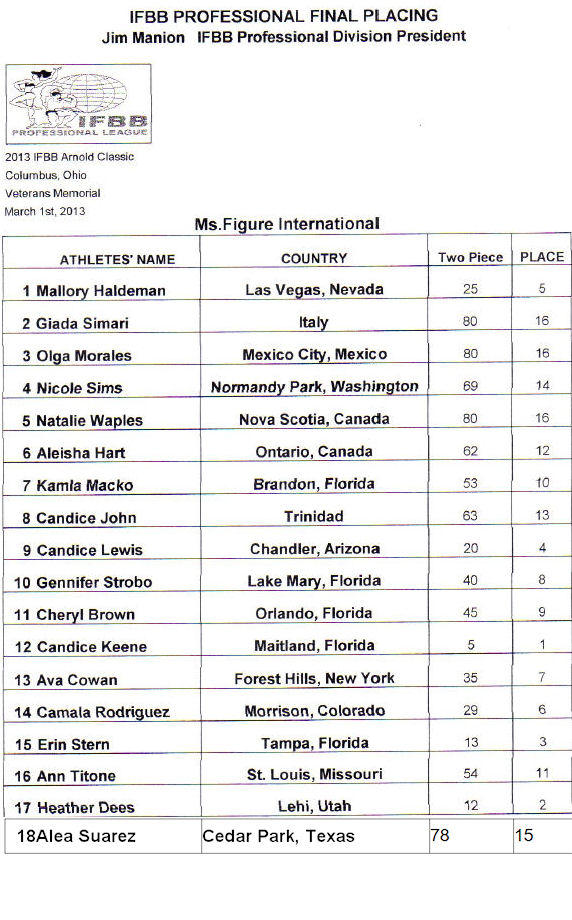 IFBB PROFESSIONAL FINAL PLACING
Jim Manion IFBB Professional Division President
IFBB
PROFESSIONAL LEAGUE
2013 IFBB Arnold Classic
Columbus, Ohio
Veterans Memorial
March 1st, 2013
Ms.Figure International
ATHLETES' NAME COUNTRY Two Piece PLACE
1 Mallory Haldeman Las Vegas, Nevada 25 5
2 Giada Simari Italy 80 16
3 Olga Morales Mexico City, Mexico 80 16
4 Nicole Sims Normandy Park, Washington 69 14
5 Natalie Waples Nova Scotia, Canada 80 16
6 Aleisha Hart Ontario, Canada 62 12
7 Kamla Macko Brandon, Florida 53 10
8 Candice John Trinidad 63 13
9 Candice Lewis Chandler, Arizona 20 4
10 Gennifer Strobo Lake Mary, Florida 40 8
11 Cheryl Brown Orlando, Florida 45 9
12 Candice Keene Maitland, Florida 5 1
13 Ava Cowan Forest Hills, New York 35 7
14 Camala Rodriguez Morrison, Colorado 29 6
15 Erin Stern Tampa, Florida 13 3
16 Ann Titone St. Louis, Missouri 54 11
17 Heather Dees Lehi, Utah 12 2
18Alea Suarez Cedar Park, Texas 78 15